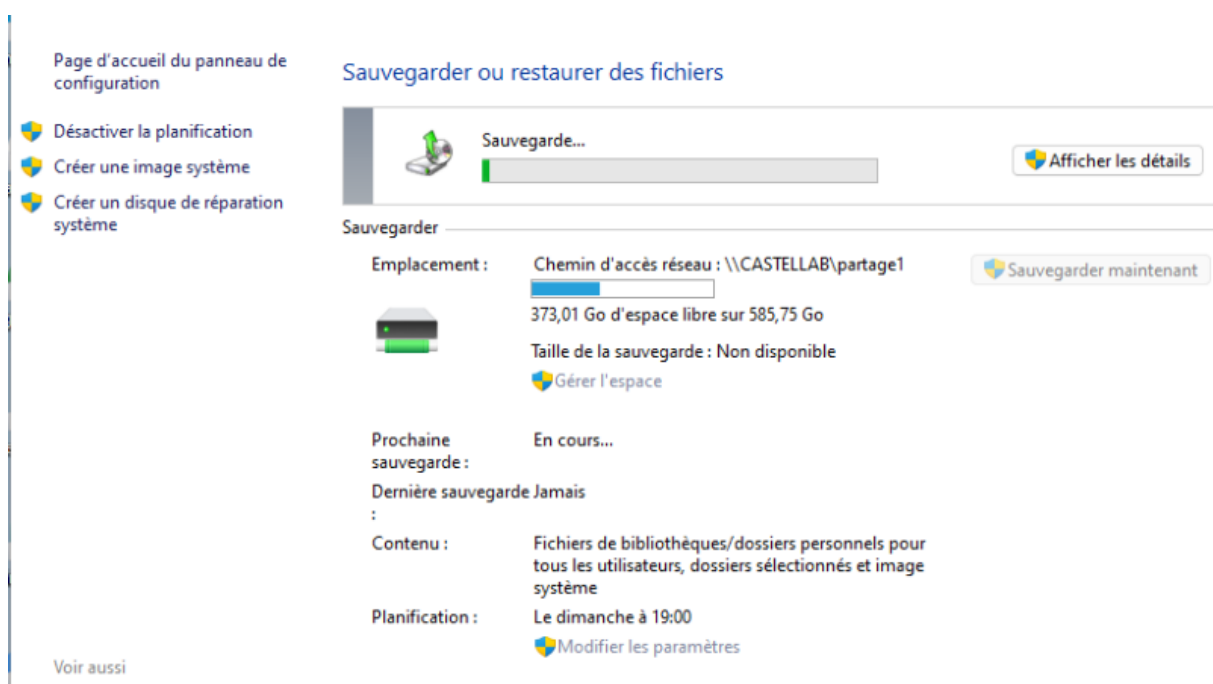 Page d'accueil du panneau de
configuration
Désactiver la planification
Créer une image système
Créer un disque de réparation
système
Voir aussi
Sauvegarder ou restaurer des fichiers
Sauvegarde...
Afficher les détails
Sauvegarder
Emplacement :
Chemin d'accès réseau : \\CASTELLAB\partage1
Sauvegarder maintenant
373,01 Go d'espace libre sur 585,75 Go
Taille de la sauvegarde : Non disponible
Gérer l'espace
Prochaine
sauvegarde :
En cours...
Dernière sauvegarde
:
Jamais
Contenu :
Fichiers de bibliothèques/dossiers personnels pour
tous les utilisateurs, dossiers sélectionnés et image
système
Planification :
Le dimanche à 19:00
Modifier les paramètres